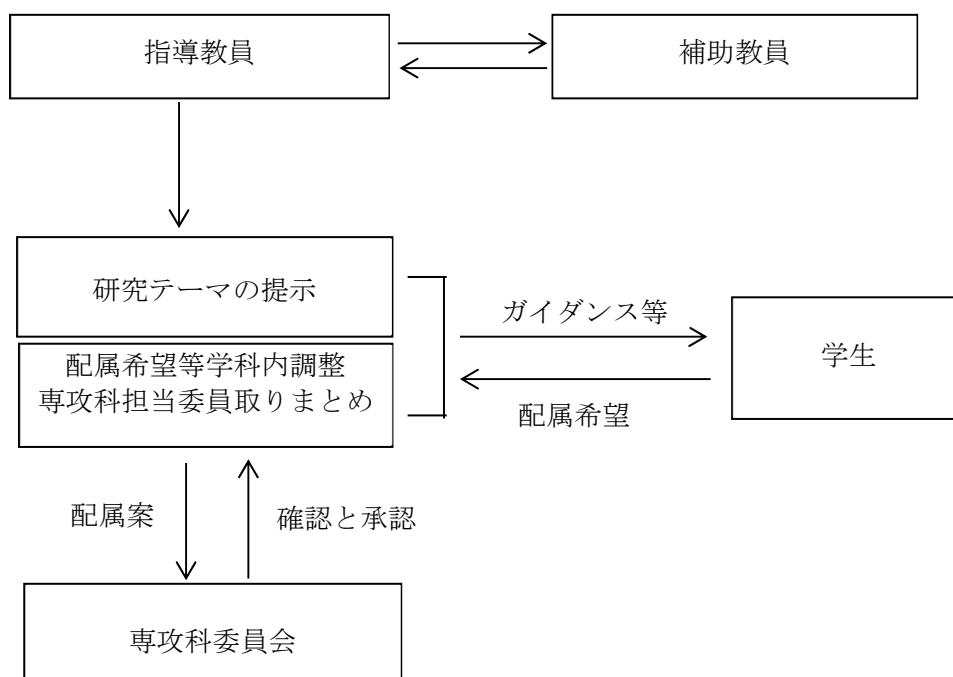 指導教員
補助教員
研究テーマの提示
ガイダンス等
学生
配属希望等学科内調整
専攻科担当委員取りまとめ
配属希望
配属案
確認と承認
専攻科委員会